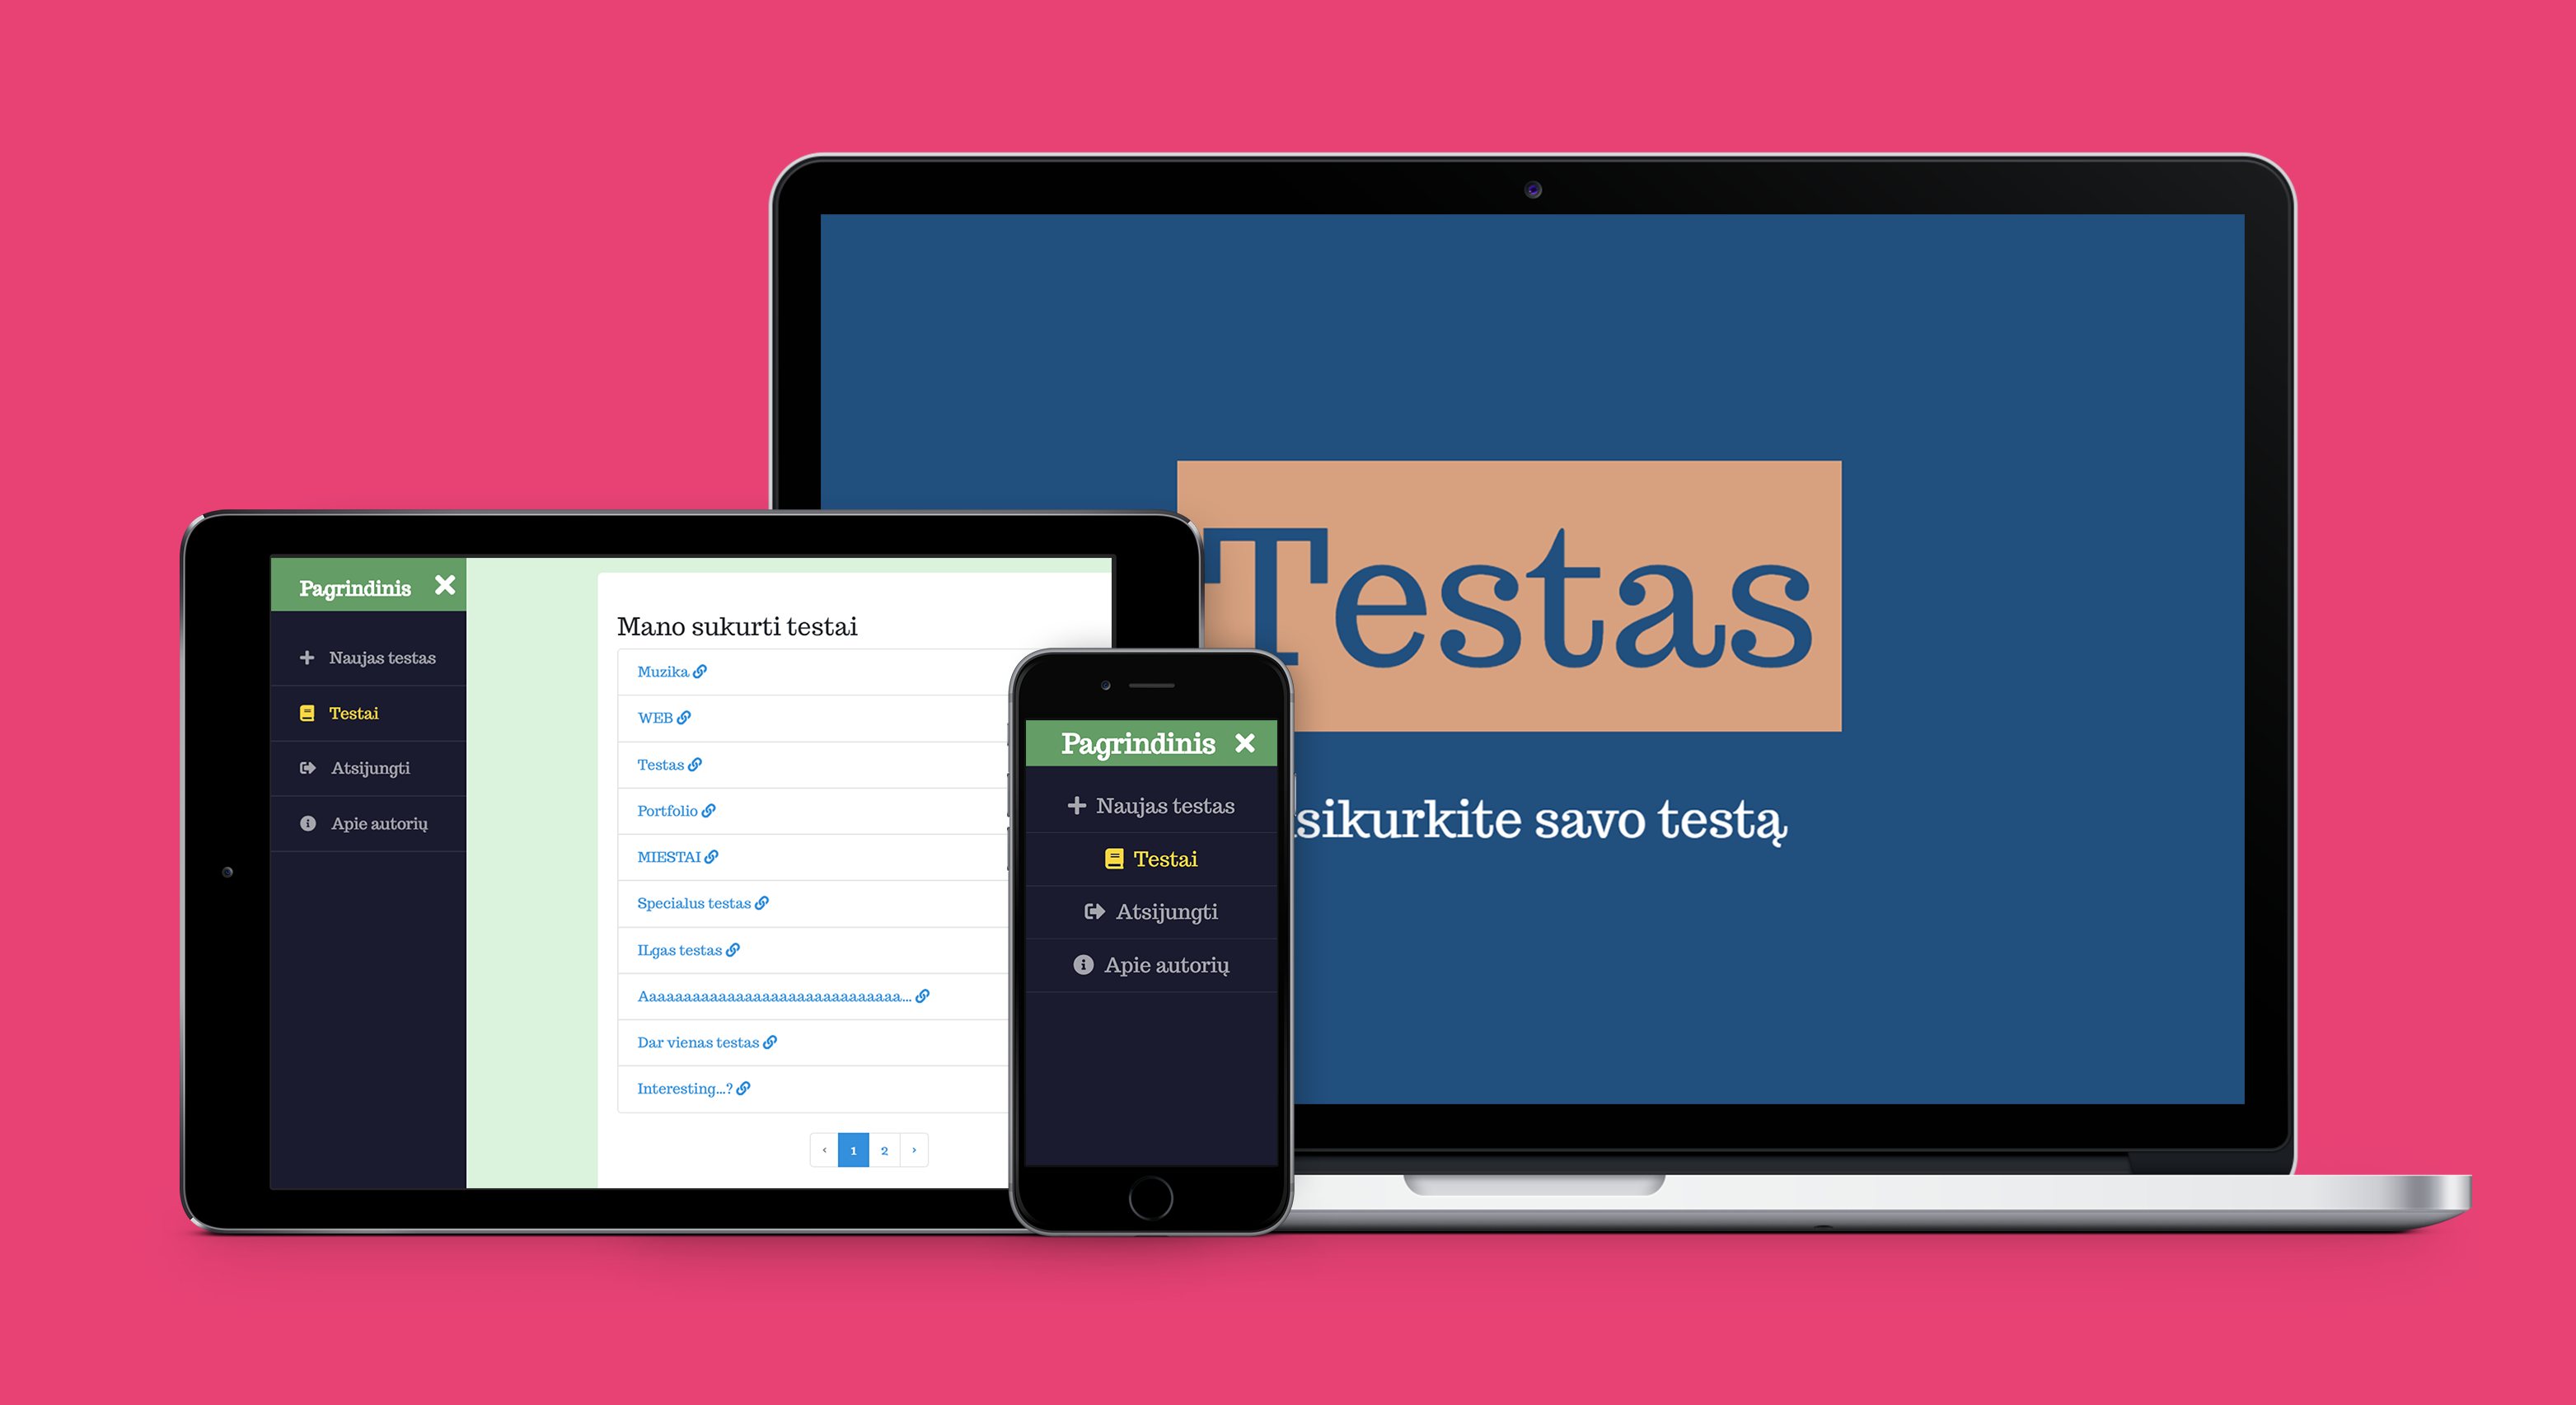 Pagrindinis
Naujas testas
Testai
Atsijungti
Apie autorių
Mano sukurti testai
Muzika
WEB
Testas
Portfolio
MIESTAI
Specialus testas
ILgas testas
Aaaaaaaaaaaaaaaaaaaaaaaaaaaaaaa...
Dar vienas testas
Interesting...?
‹ 1 2 ›
Pagrindinis
Naujas testas
Testai
Atsijungti
Apie autorių
Testas
sikurkite savo testą